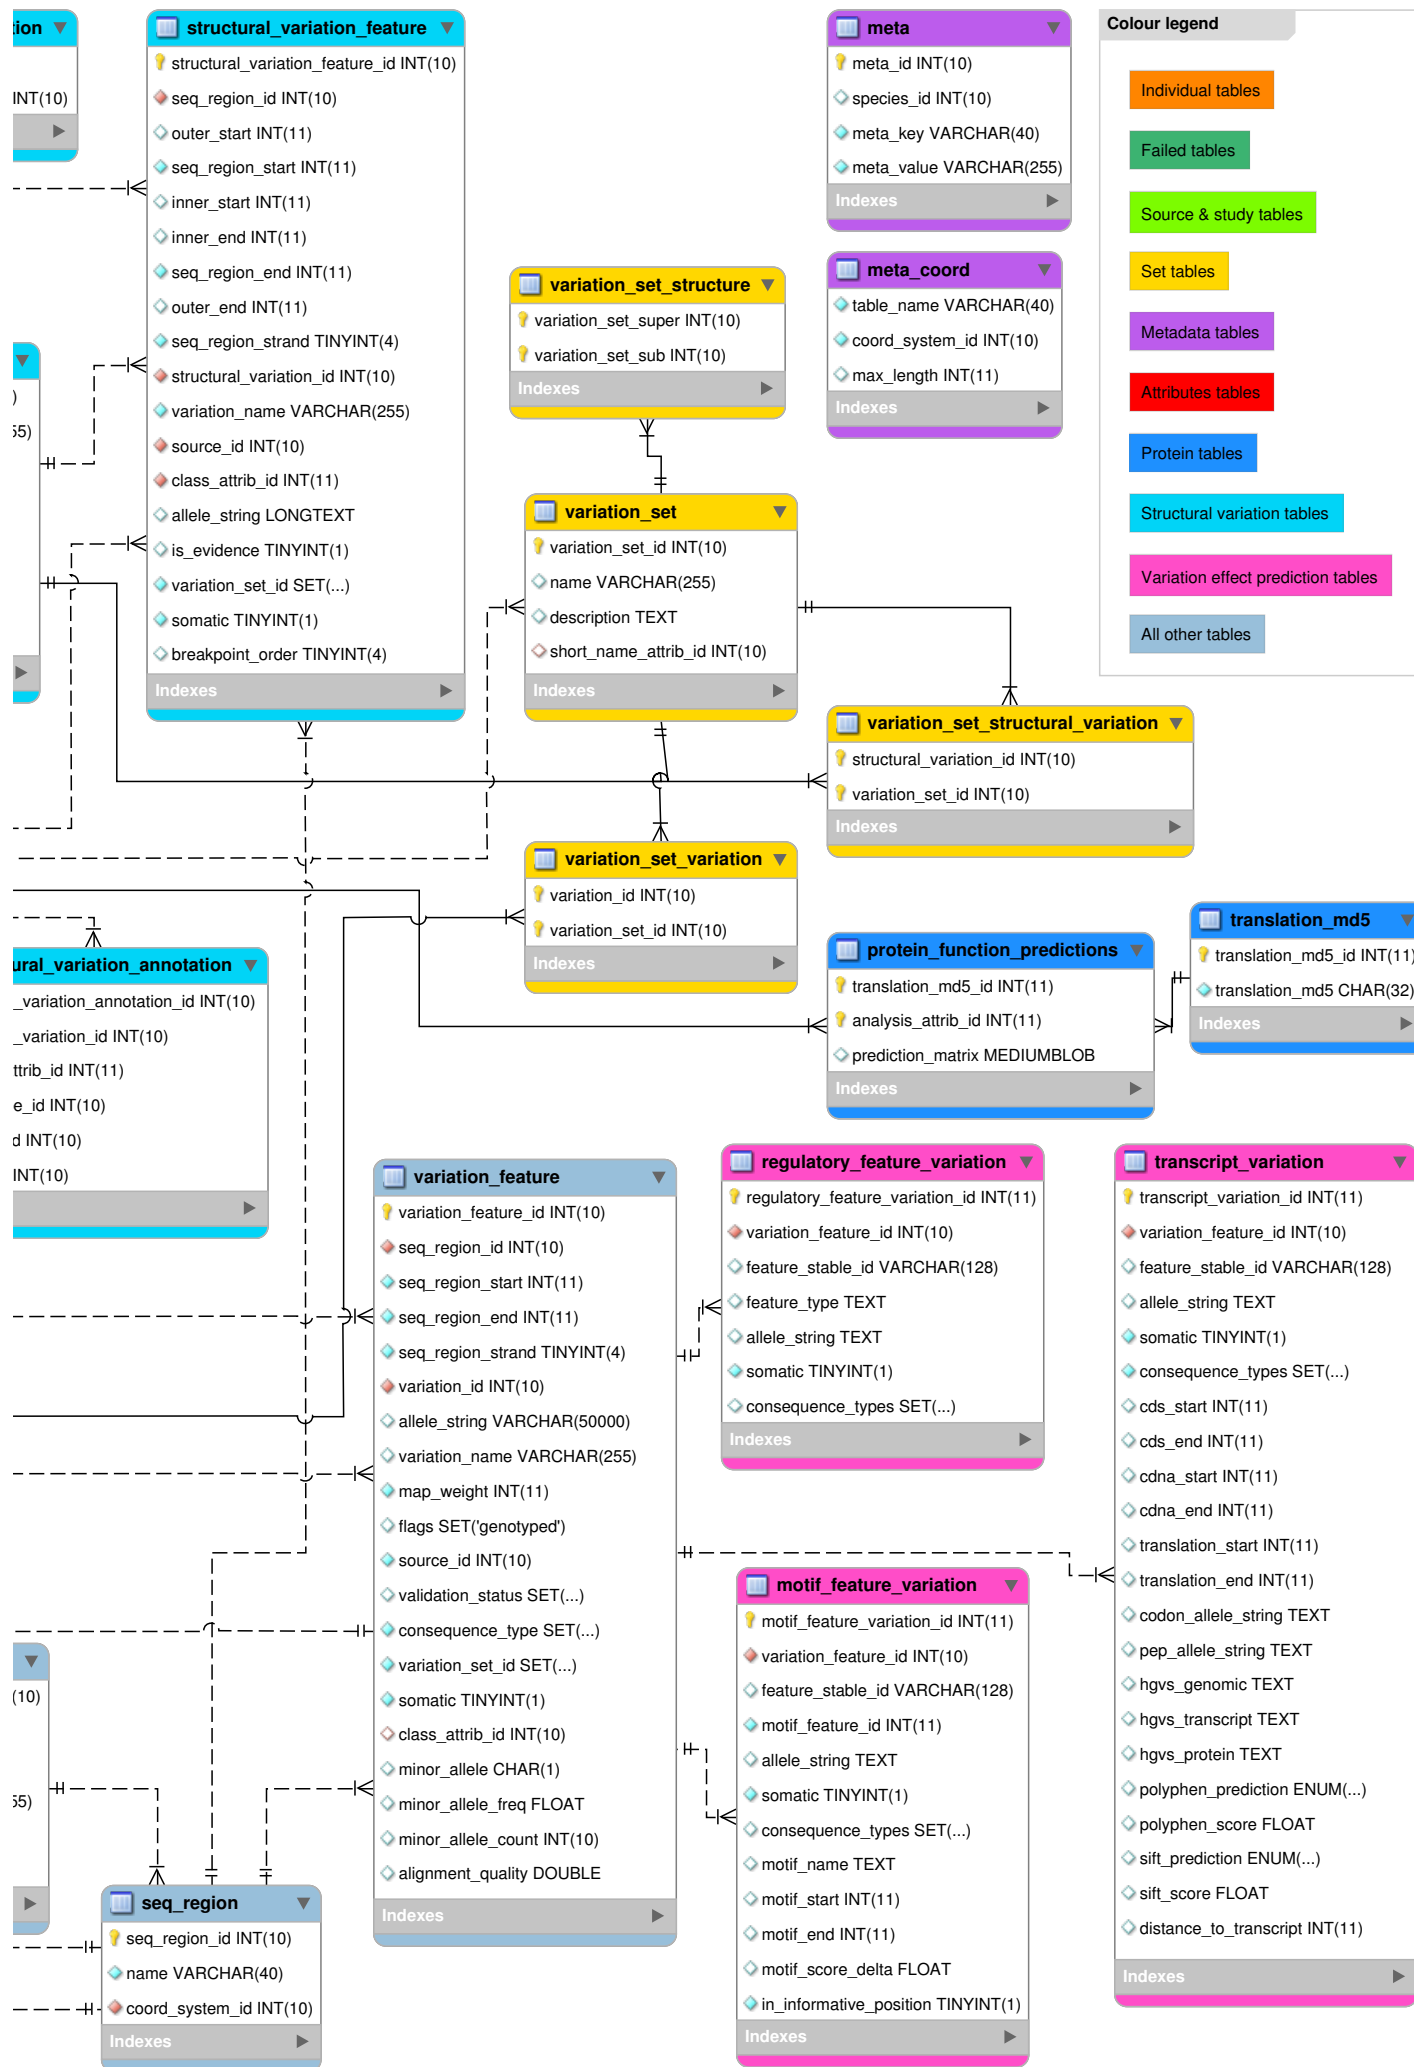 tion
INT(10)
structural_variation_feature
structural_variation_feature_id INT(10)
seq_region_id INT(10)
outer_start INT(11)
seq_region_start INT(11)
inner_start INT(11)
inner_end INT(11)
seq_region_end INT(11)
outer_end INT(11)
seq_region_strand TINYINT(4)
structural_variation_id INT(10)
variation_name VARCHAR(255)
source_id INT(10)
class_attrib_id INT(11)
allele_string LONGTEXT
is_evidence TINYINT(1)
variation_set_id SET(...)
somatic TINYINT(1)
breakpoint_order TINYINT(4)
Indexes
meta
meta_id INT(10)
species_id INT(10)
meta_key VARCHAR(40)
meta_value VARCHAR(255)
Indexes
meta_coord
table_name VARCHAR(40)
coord_system_id INT(10)
max_length INT(11)
Indexes
Colour legend
Individual tables
Failed tables
Source & study tables
Set tables
Metadata tables
Attributes tables
Protein tables
Structural variation tables
Variation effect prediction tables
All other tables
)
55)
variation_set_structure
variation_set_super INT(10)
variation_set_sub INT(10)
Indexes
variation_set
variation_set_id INT(10)
name VARCHAR(255)
description TEXT
short_name_attrib_id INT(10)
Indexes
variation_set_structural_variation
structural_variation_id INT(10)
variation_set_id INT(10)
Indexes
variation_set_variation
variation_id INT(10)
variation_set_id INT(10)
Indexes
ural_variation_annotation
_variation_annotation_id INT(10)
_variation_id INT(10)
ttrib_id INT(11)
e_id INT(10)
d INT(10)
INT(10)
protein_function_predictions
translation_md5_id INT(11)
analysis_attrib_id INT(11)
prediction_matrix MEDIUMBLOB
Indexes
translation_md5
translation_md5_id INT(11)
translation_md5 CHAR(32)
Indexes
variation_feature
variation_feature_id INT(10)
seq_region_id INT(10)
seq_region_start INT(11)
seq_region_end INT(11)
seq_region_strand TINYINT(4)
variation_id INT(10)
allele_string VARCHAR(50000)
variation_name VARCHAR(255)
map_weight INT(11)
flags SET('genotyped')
source_id INT(10)
validation_status SET(...)
consequence_type SET(...)
variation_set_id SET(...)
somatic TINYINT(1)
class_attrib_id INT(10)
minor_allele CHAR(1)
minor_allele_freq FLOAT
minor_allele_count INT(10)
alignment_quality DOUBLE
Indexes
regulatory_feature_variation
regulatory_feature_variation_id INT(11)
variation_feature_id INT(10)
feature_stable_id VARCHAR(128)
feature_type TEXT
allele_string TEXT
somatic TINYINT(1)
consequence_types SET(...)
Indexes
motif_feature_variation
motif_feature_variation_id INT(11)
variation_feature_id INT(10)
feature_stable_id VARCHAR(128)
motif_feature_id INT(11)
allele_string TEXT
somatic TINYINT(1)
consequence_types SET(...)
motif_name TEXT
motif_start INT(11)
motif_end INT(11)
motif_score_delta FLOAT
in_informative_position TINYINT(1)
Indexes
transcript_variation
transcript_variation_id INT(11)
variation_feature_id INT(10)
feature_stable_id VARCHAR(128)
allele_string TEXT
somatic TINYINT(1)
consequence_types SET(...)
cds_start INT(11)
cds_end INT(11)
cdna_start INT(11)
cdna_end INT(11)
translation_start INT(11)
translation_end INT(11)
codon_allele_string TEXT
pep_allele_string TEXT
hgvs_genomic TEXT
hgvs_transcript TEXT
hgvs_protein TEXT
polyphen_prediction ENUM(...)
polyphen_score FLOAT
sift_prediction ENUM(...)
sift_score FLOAT
distance_to_transcript INT(11)
Indexes
(10)
55)
seq_region
seq_region_id INT(10)
name VARCHAR(40)
coord_system_id INT(10)
Indexes